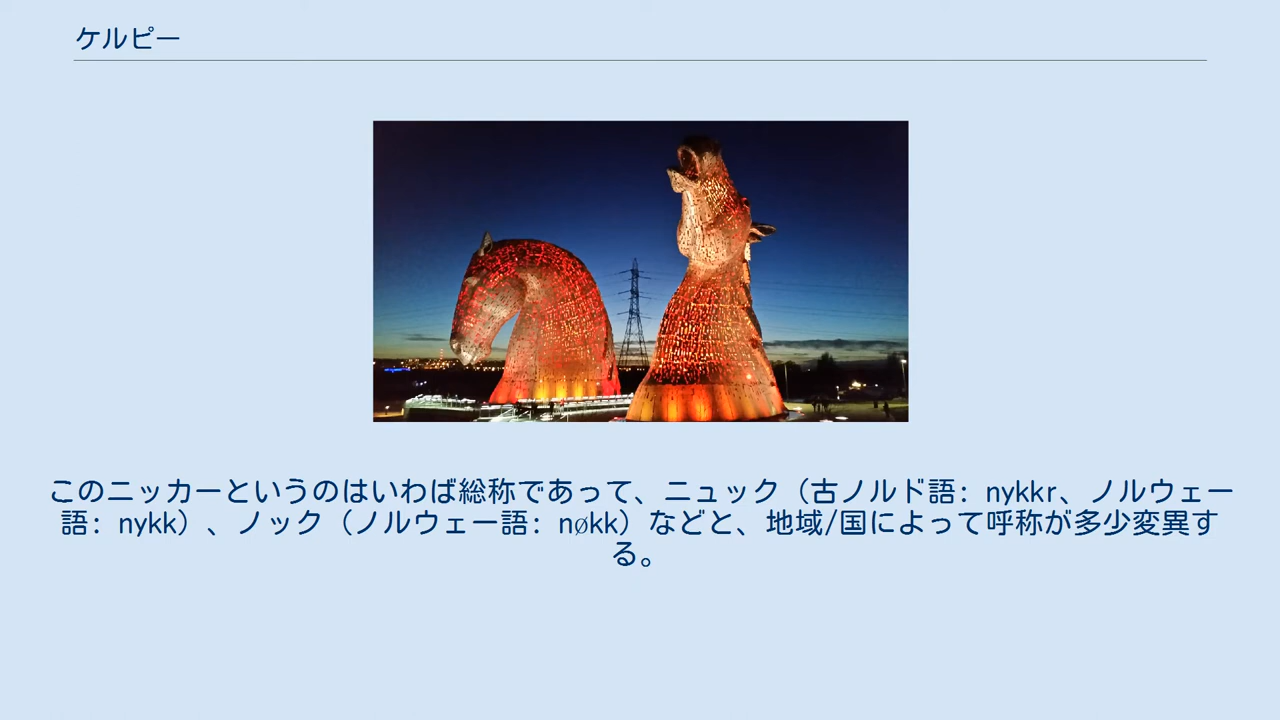 ケルピー
このニッカーというのはいわば総称であって、ニュック（古ノルド語: nykkr、ノルウェー
語: nykk）、ノック（ノルウェー語: nøkk）などと、地域/国によって呼称が多少変異す
る。